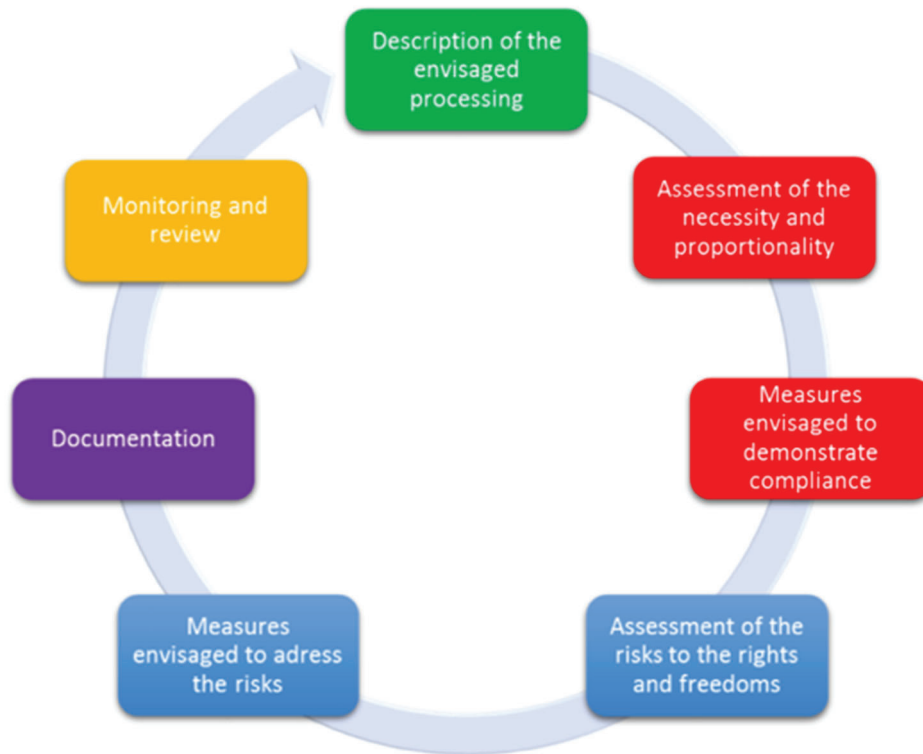 Description of the
envisaged
processing
Assessment of the
necessity and
proportionality
Measures
envisaged to
demonstrate
compliance
Assessment of the
risks to the rights
and freedoms
Measures
envisaged to adress
the risks
Documentation
Monitoring and
review